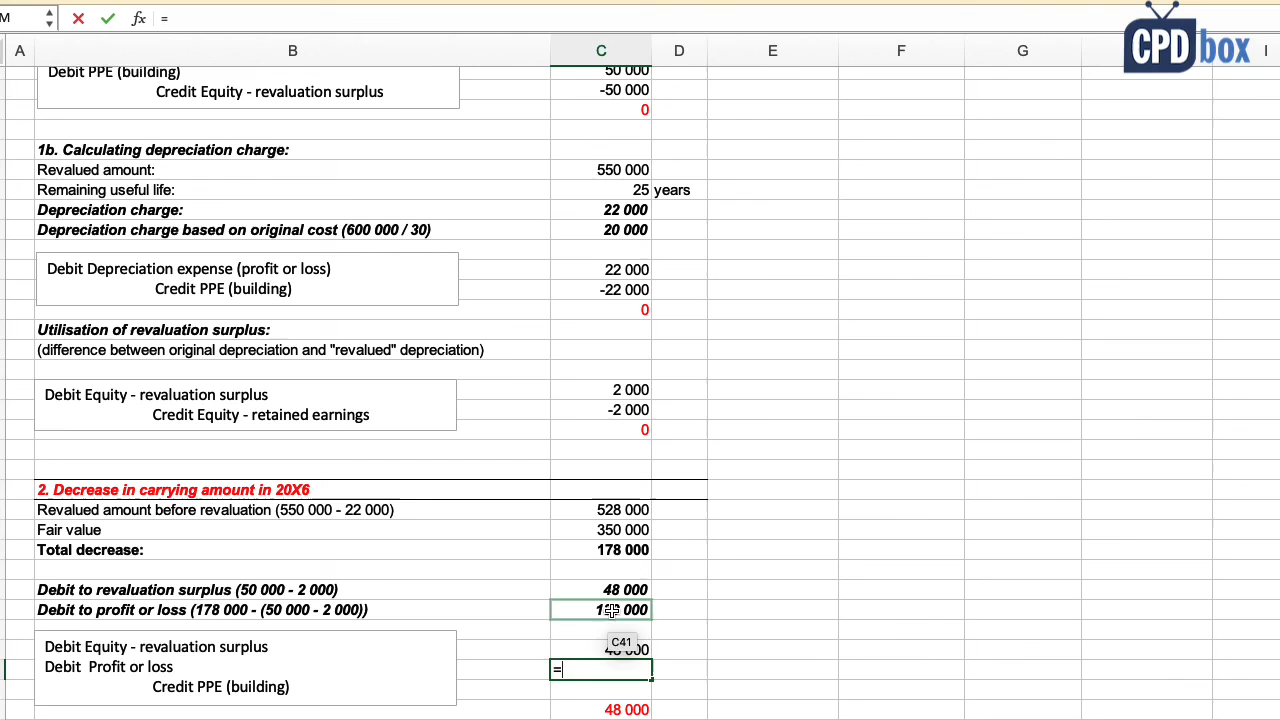 M fx =
CPDbox
A B C D E F G I
Debit PPE (building) 50 000
Credit Equity - revaluation surplus -50 000
0
1b. Calculating depreciation charge:
Revalued amount: 550 000
Remaining useful life: 25 years
Depreciation charge: 22 000
Depreciation charge based on original cost (600 000 / 30) 20 000
Debit Depreciation expense (profit or loss) 22 000
Credit PPE (building) -22 000
0
Utilisation of revaluation surplus:
(difference between original depreciation and "revalued" depreciation)
Debit Equity - revaluation surplus 2 000
Credit Equity - retained earnings -2 000
0
2. Decrease in carrying amount in 20X6
Revalued amount before revaluation (550 000 - 22 000) 528 000
Fair value 350 000
Total decrease: 178 000
Debit to revaluation surplus (50 000 - 2 000) 48 000
Debit to profit or loss (178 000 - (50 000 - 2 000)) 000
C41
Debit Equity - revaluation surplus 48 000
Debit Profit or loss =
Credit PPE (building)
48 000